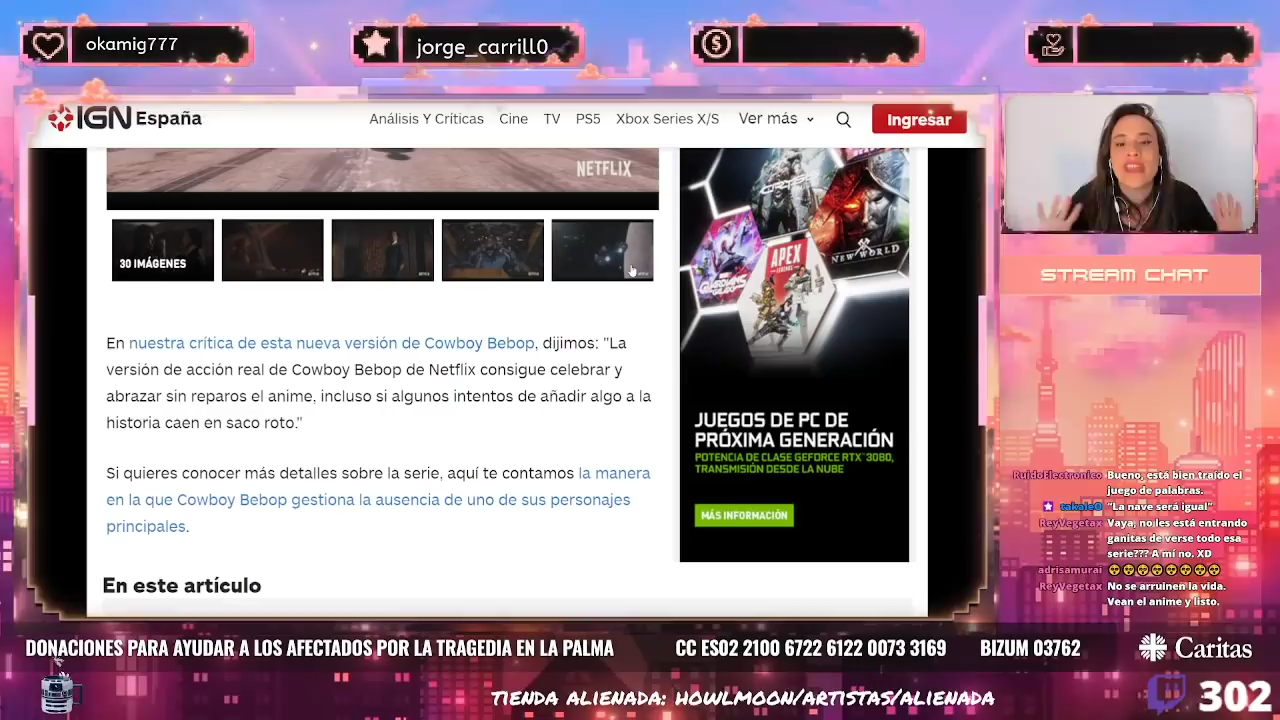 okamig777
jorge_carrill0
IGN España
Análisis Y Críticas Cine TV PS5 Xbox Series X/S Ver más Ingresar
NETFLIX
30 IMÁGENES
En nuestra crítica de esta nueva versión de Cowboy Bebop, dijimos: "La
versión de acción real de Cowboy Bebop de Netflix consigue celebrar y
abrazar sin reparos el anime, incluso si algunos intentos de añadir algo a la
historia caen en saco roto."
Si quieres conocer más detalles sobre la serie, aquí te contamos la manera
en la que Cowboy Bebop gestiona la ausencia de uno de sus personajes
principales.
En este artículo
NEW WORLD
APEX
JUEGOS DE PC DE
PRÓXIMA GENERACIÓN
POTENCIA DE CLASE GEFORCE RTX™ 3080,
TRANSMISIÓN DESDE LA NUBE
MÁS INFORMACIÓN
STREAM CHAT
RuidoElectronico Bueno, está bien traído el
juego de palabras.
takale0 "La nave será igual"
ReyVegetax Vaya, no les está entrando
ganitas de verse todo esa
serie??? A mí no. XD
adrisamurai
ReyVegetax No se arruinen la vida.
Vean el anime y listo.
DONACIONES PARA AYUDAR A LOS AFECTADOS POR LA TRAGEDIA EN LA PALMA CC ES02 2100 6722 6122 0073 3169 BIZUM 03762 Caritas
TIENDA ALIENADA: HOWLMOON/ARTISTAS/ALIENADA
302